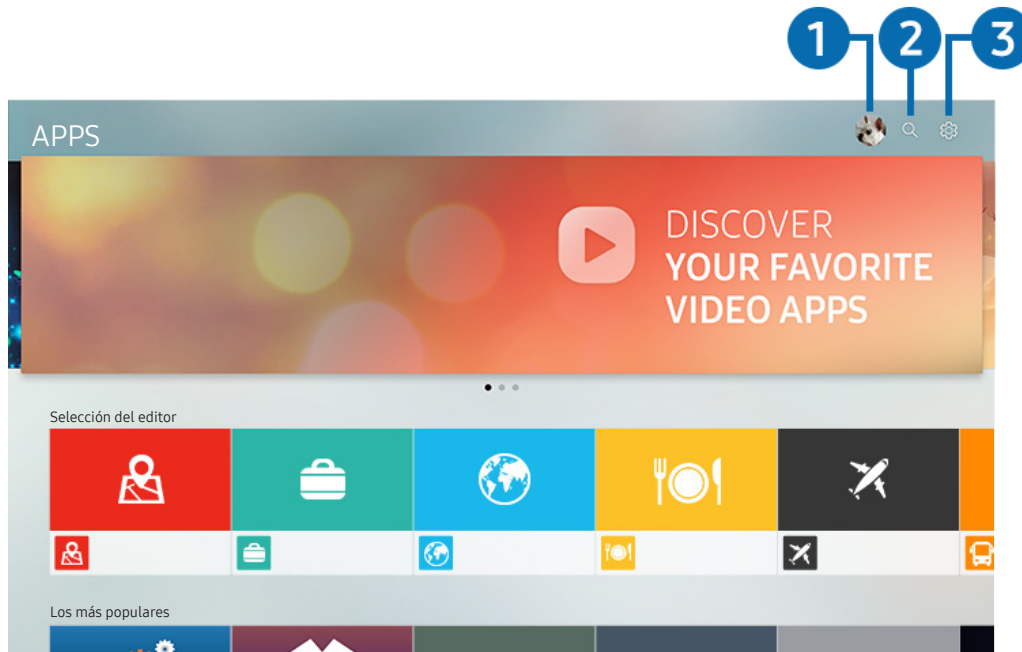 1 2 3
APPS
DISCOVER
YOUR FAVORITE
VIDEO APPS
Selección del editor
Los más populares